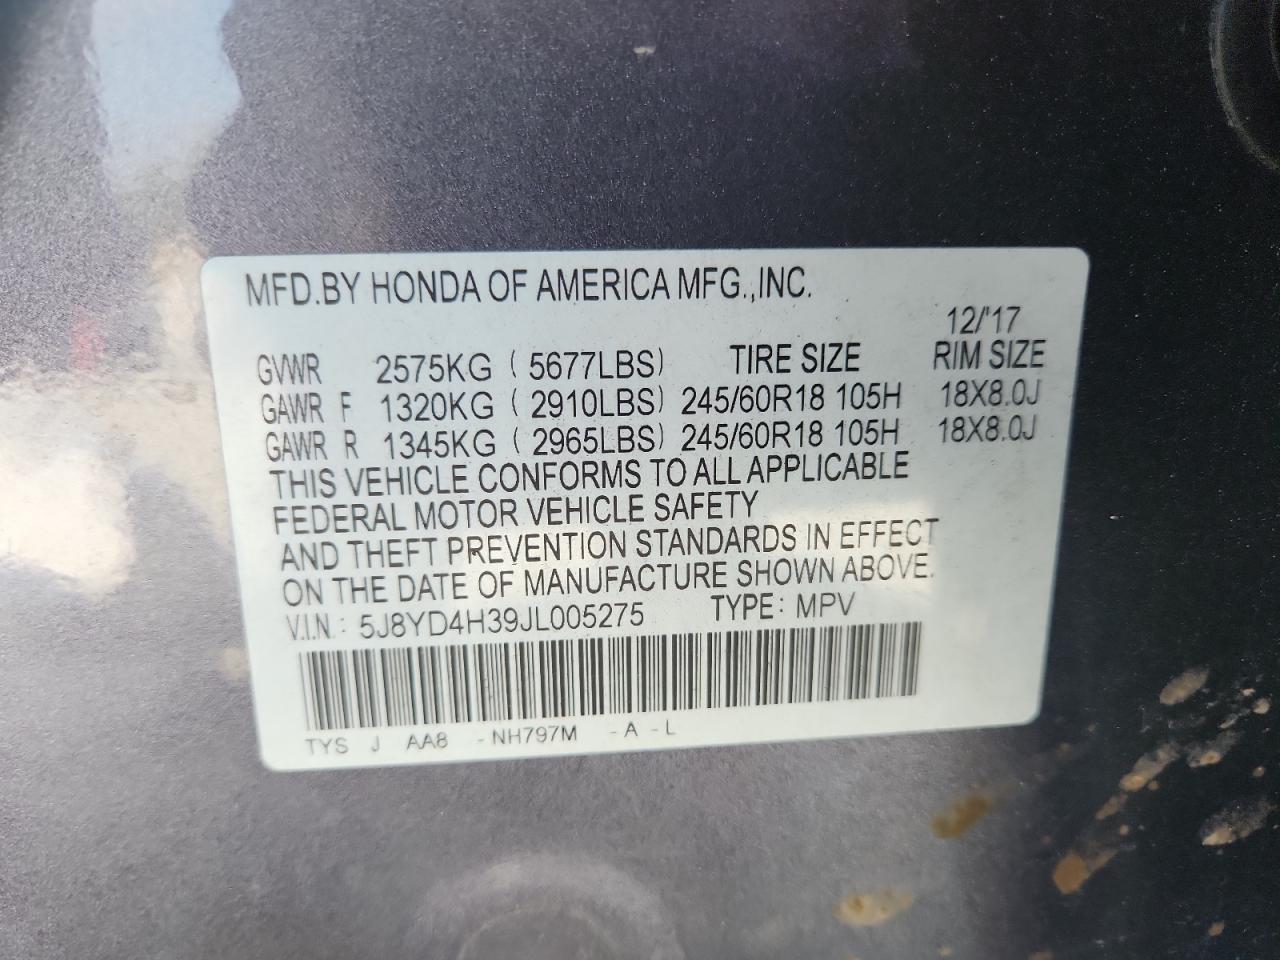 MFD.BY HONDA OF AMERICA MFG.,INC.
12/'17
GVWR 2575KG ( 5677LBS) TIRE SIZE RIM SIZE
GAWR F 1320KG ( 2910LBS) 245/60R18 105H 18X8.0J
GAWR R 1345KG ( 2965LBS) 245/60R18 105H 18X8.0J
THIS VEHICLE CONFORMS TO ALL APPLICABLE
FEDERAL MOTOR VEHICLE SAFETY
AND THEFT PREVENTION STANDARDS IN EFFECT
ON THE DATE OF MANUFACTURE SHOWN ABOVE.
V.I.N.: 5J8YD4H39JL005275 TYPE: MPV
TYS J AA8 -NH797M -A -L